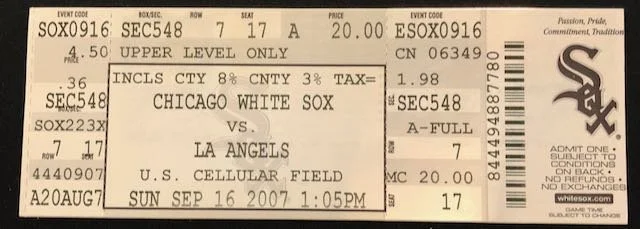 EVENT CODE BOX/SEC ROW SEAT PRICE EVENT CODE
SOX0916 SEC548 7 17 A 20.00 ESOX0916
4.50 UPPER LEVEL ONLY CN 06349
PRICE
.36 INCLS CTY 8% CNTY 3% TAX= 1.98
SEC548 CHICAGO WHITE SOX SEC548
SOX223X VS. A-FULL
7 17 LA ANGELS 7
4440907 U.S. CELLULAR FIELD MC 20.00
A20AUG7 SUN SEP 16 2007 1:05PM 17
844494887780
Passion, Pride,
Commitment, Tradition
Sox
ADMIT ONE •
SUBJECT TO
CONDITIONS
ON BACK •
NO REFUNDS
• NO EXCHANGES
whitesox.com
GAME TIME
SUBJECT TO CHANGE